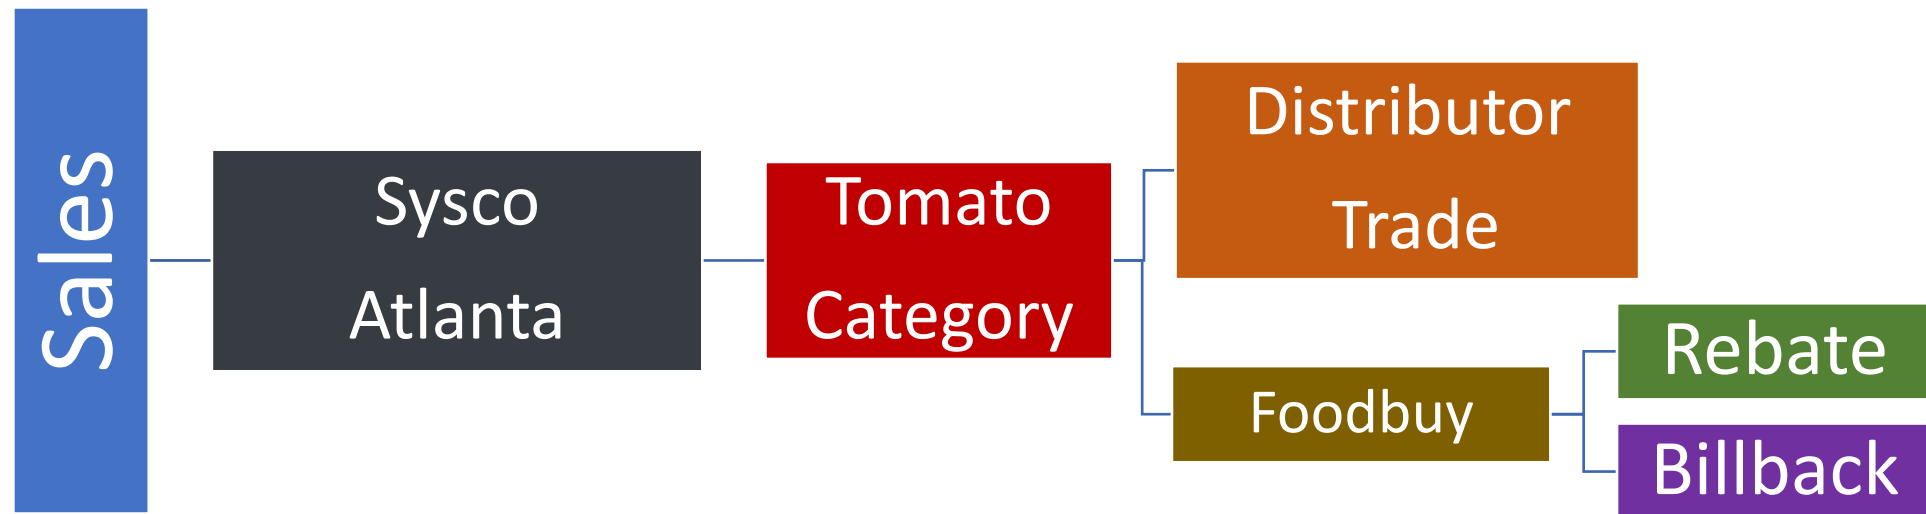 Sales
Sysco
Atlanta
Tomato
Category
Distributor
Trade
Foodbuy
Rebate
Billback